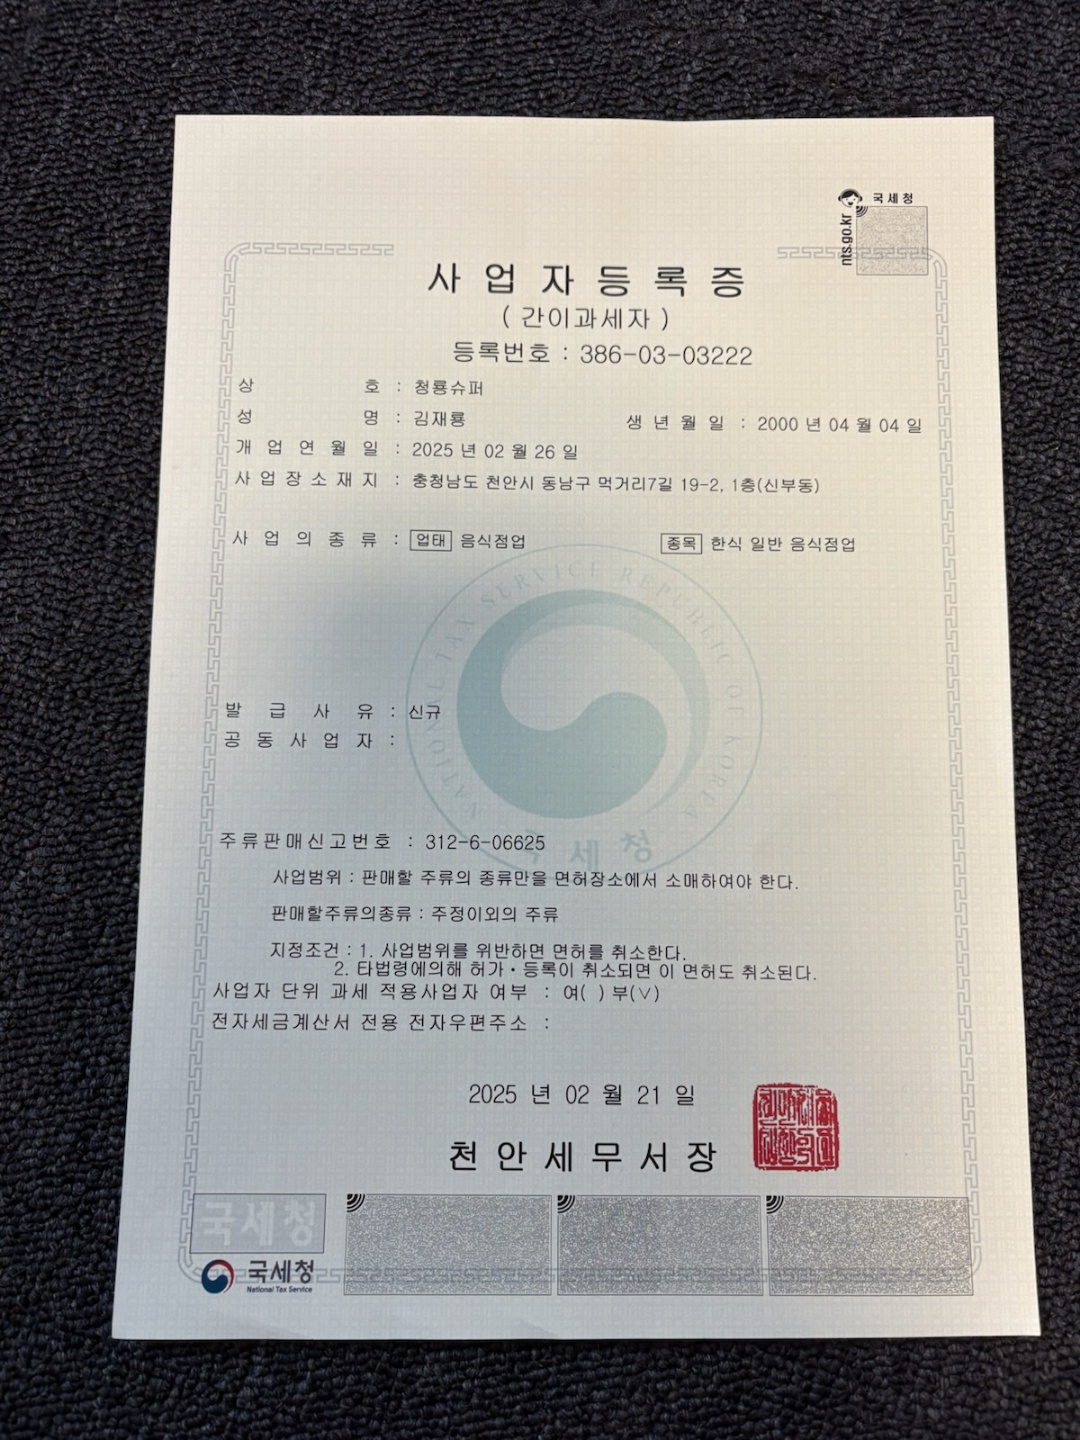 국세청
nts.go.kr
사업자등록증
( 간이과세자 )
등록번호 : 386-03-03222
상 호 : 청룡슈퍼
성 명 : 김재룡 생 년 월 일 : 2000 년 04 월 04 일
개 업 연 월 일 : 2025 년 02 월 26 일
사 업 장 소 재 지 : 충청남도 천안시 동남구 먹거리7길 19-2, 1층(신부동)
사 업 의 종 류 : 업태 음식점업 종목 한식 일반 음식점업
NATIONAL TAX SERVICE REPUBLIC OF KOREA
발 급 사 유 : 신규
공 동 사 업 자 :
주류판매신고번호 : 312-6-06625
국세청
사업범위 : 판매할 주류의 종류만을 면허장소에서 소매하여야 한다.
판매할주류의종류 : 주정이외의 주류
지정조건 : 1. 사업범위를 위반하면 면허를 취소한다.
2. 타법령에의해 허가·등록이 취소되면 이 면허도 취소된다.
사업자 단위 과세 적용사업자 여부 : 여( ) 부(∨)
전자세금계산서 전용 전자우편주소 :
2025 년 02 월 21 일
천안세무서장
국세청
국세청
National Tax Service